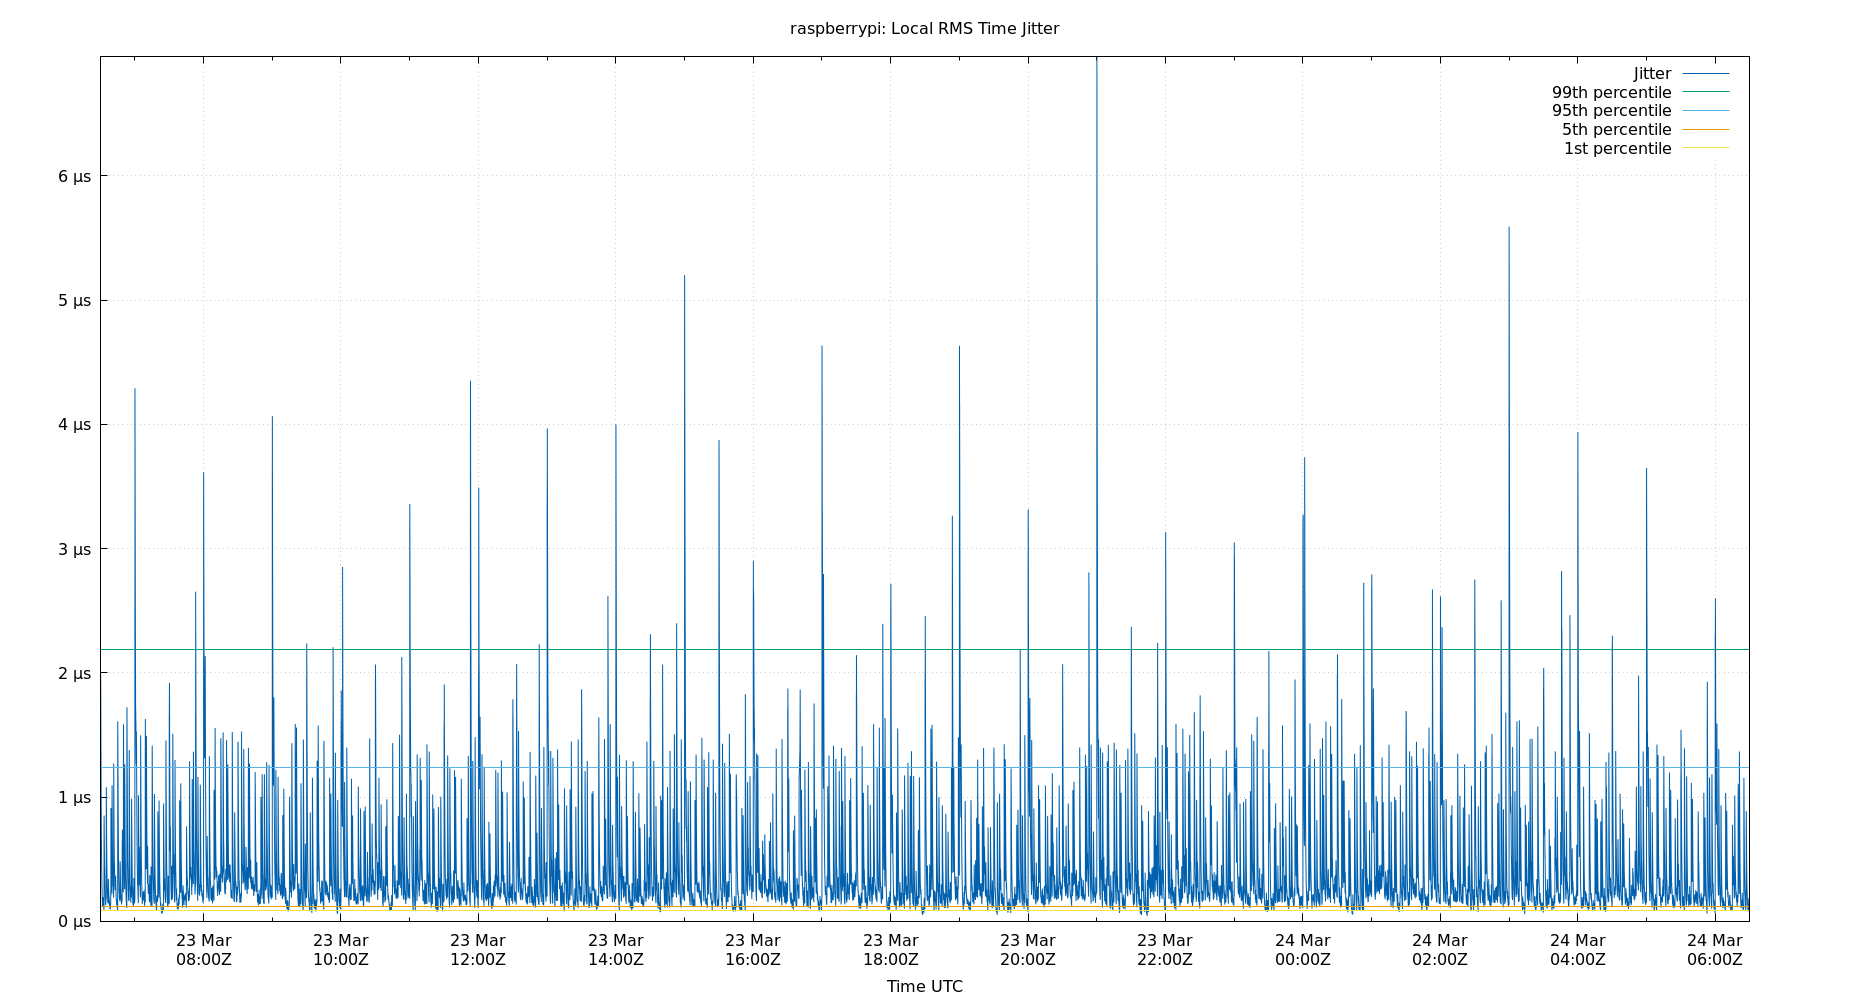 raspberrypi: Local RMS Time Jitter
Jitter
99th percentile
95th percentile
5th percentile
1st percentile
6 μs
5 μs
4 μs
3 μs
2 μs
1 μs
0 μs
23 Mar 23 Mar 23 Mar 23 Mar 23 Mar 23 Mar 23 Mar 23 Mar 24 Mar 24 Mar 24 Mar 24 Mar
08:00Z 10:00Z 12:00Z 14:00Z 16:00Z 18:00Z 20:00Z 22:00Z 00:00Z 02:00Z 04:00Z 06:00Z
Time UTC